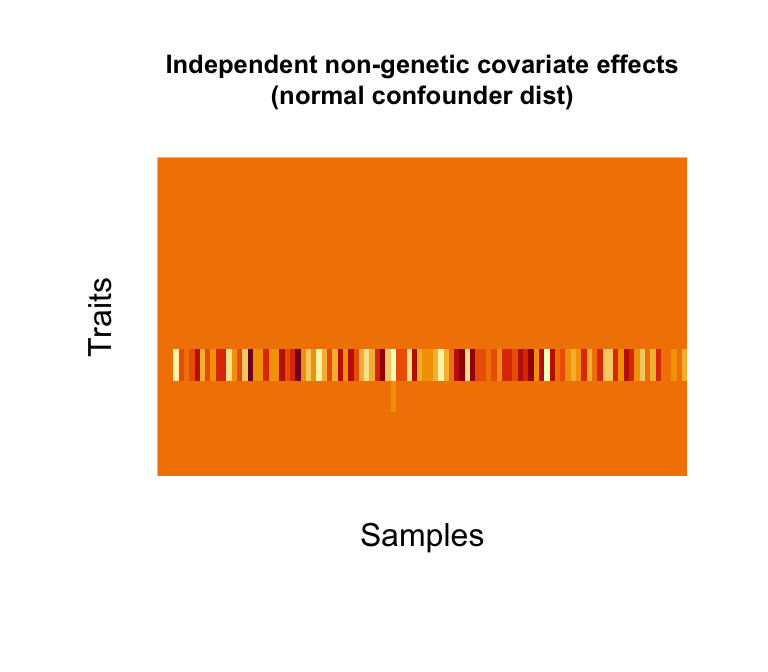 Independent non-genetic covariate effects
(normal confounder dist)
Traits
Samples